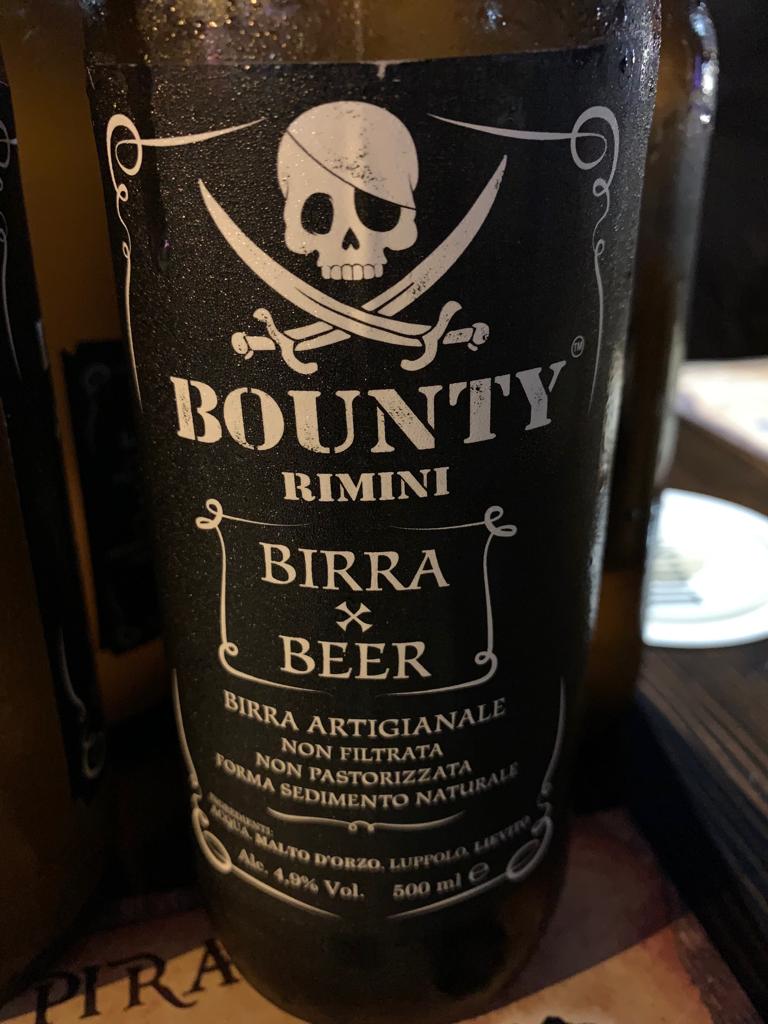 TM
BOUNTY
RIMINI
BIRRA
BEER
BIRRA ARTIGIANALE
NON FILTRATA
NON PASTORIZZATA
FORMA SEDIMENTO NATURALE
INGREDIENTI:
ACQUA, MALTO D'ORZO, LUPPOLO, LIEVITO
Alc. 4,9% Vol. 500 ml ℮
PIRA